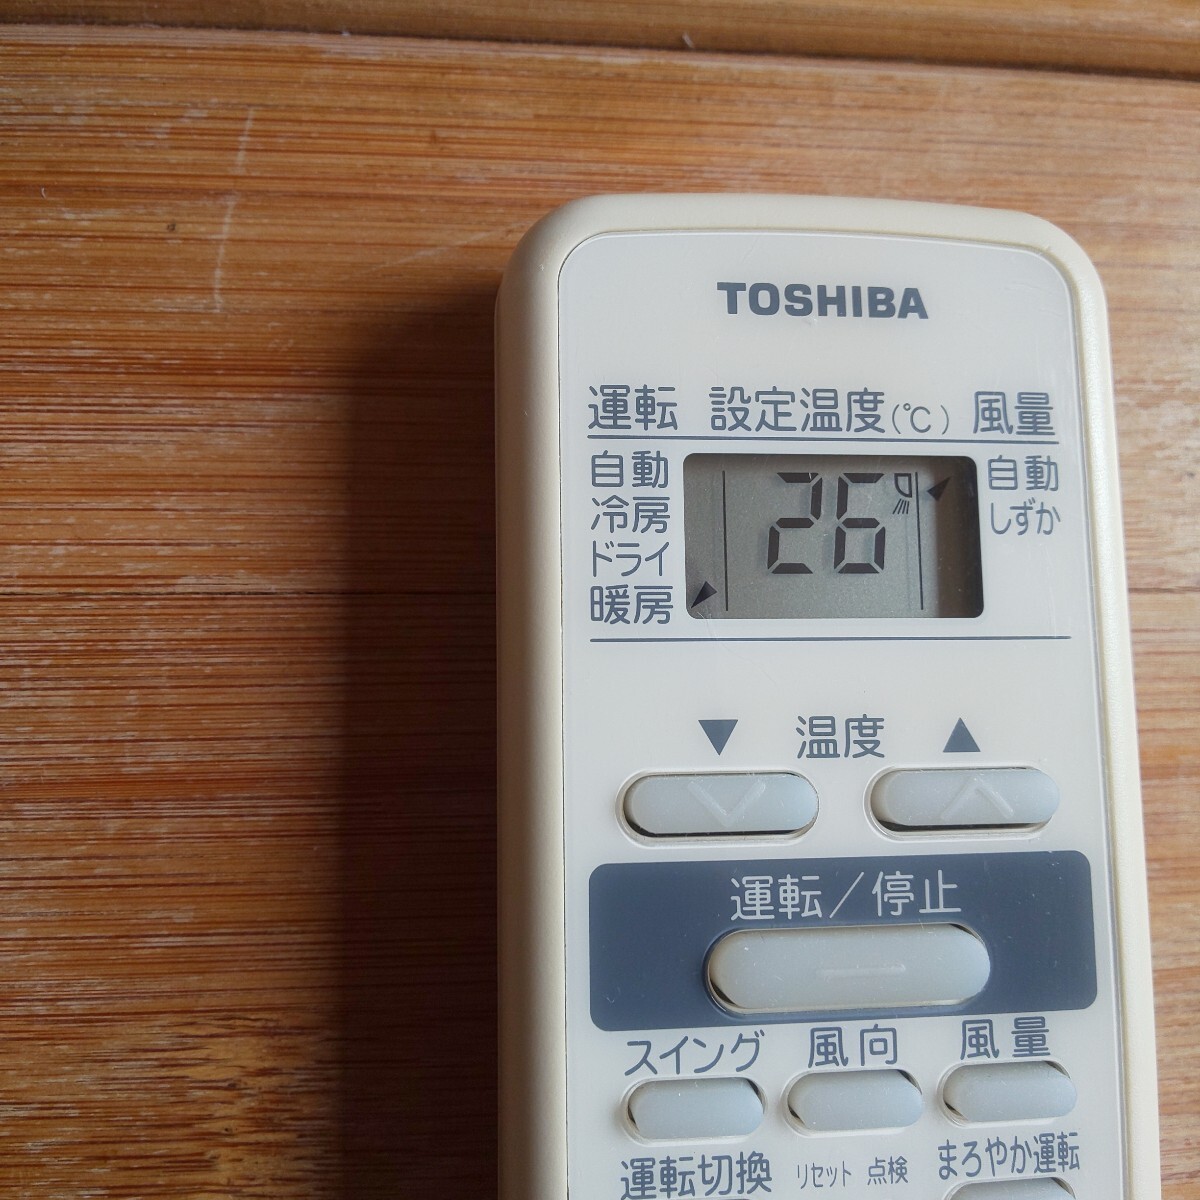 TOSHIBA
運転 設定温度(℃) 風量
自動
冷房
ドライ
暖房
26
自動
しずか
▼ 温度 ▲
運転/停止
スイング 風向 風量
運転切換 リセット 点検 まろやか運転